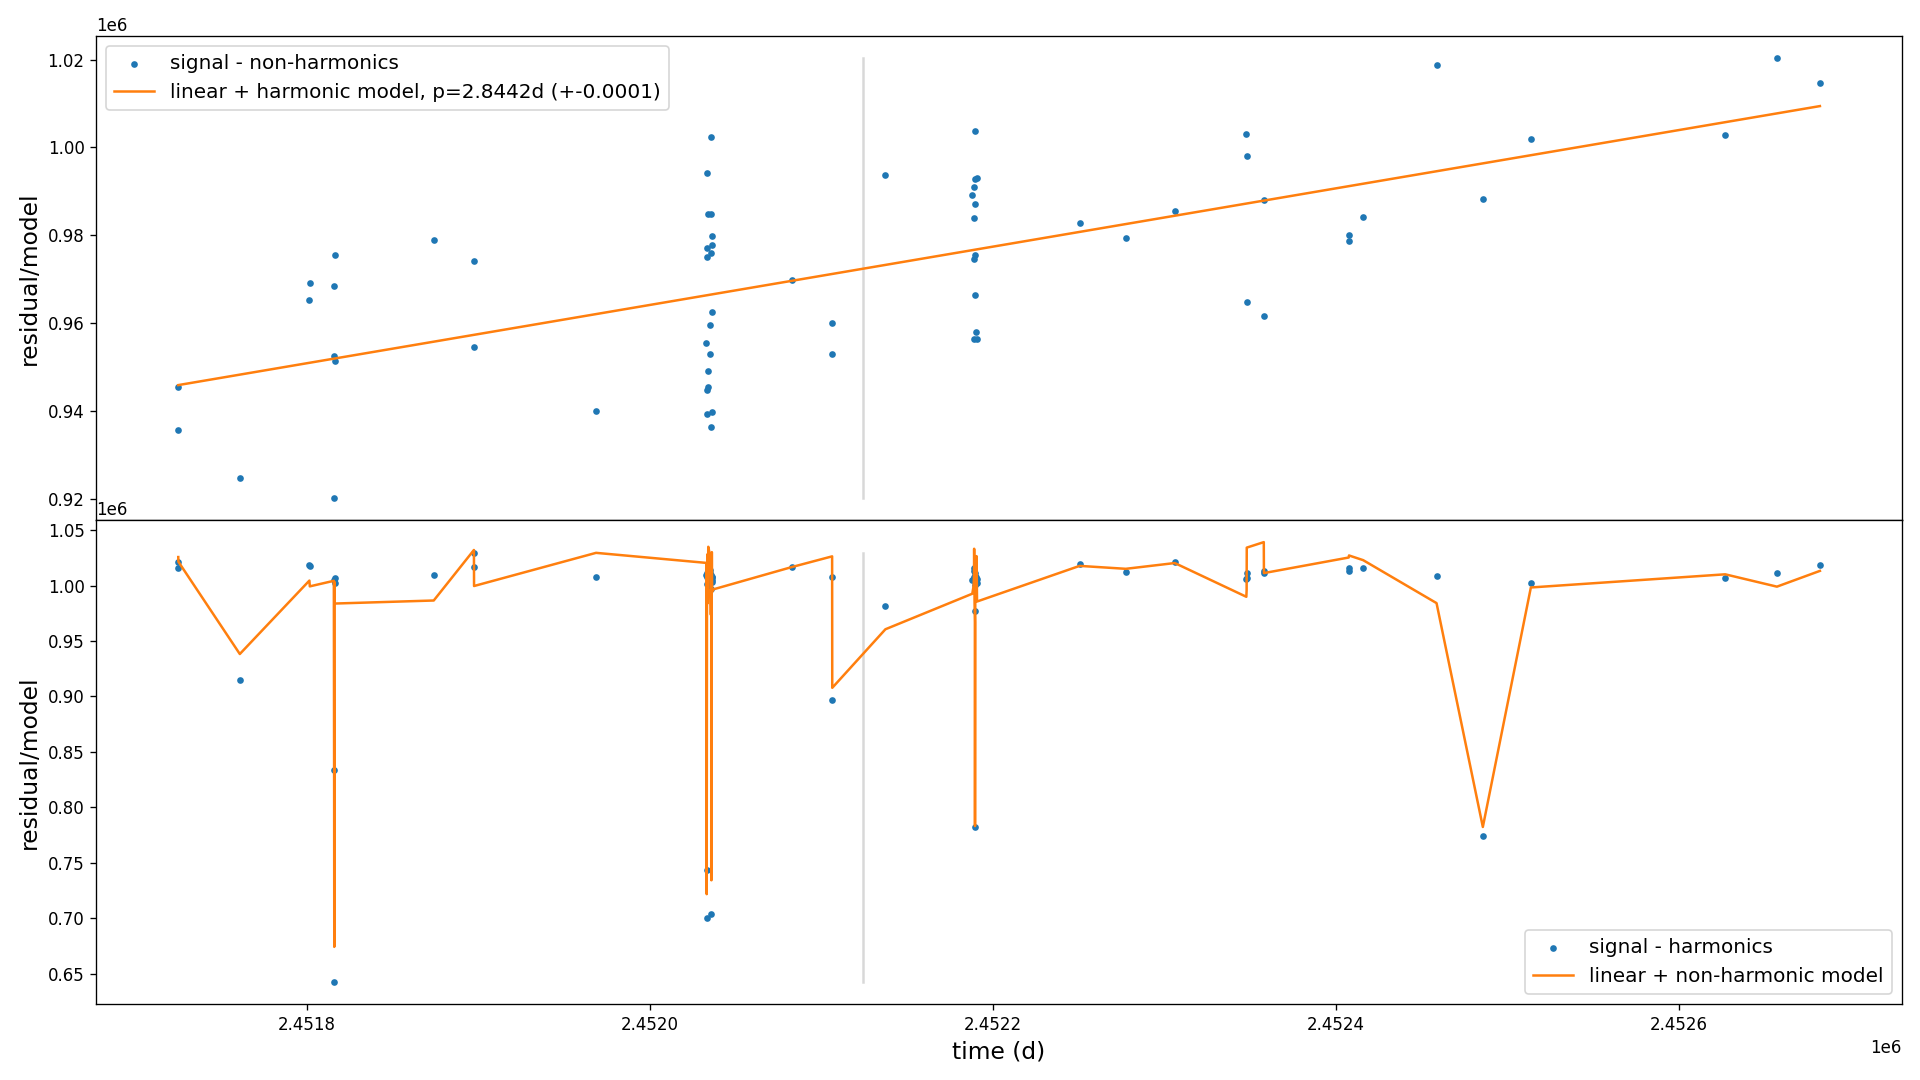 1e6
signal - non-harmonics
linear + harmonic model, p=2.8442d (+-0.0001)
1.02
1.00
0.98
0.96
0.94
0.92
residual/model
1e6
1.05
1.00
0.95
0.90
0.85
0.80
0.75
0.70
0.65
residual/model
signal - harmonics
linear + non-harmonic model
2.4518
2.4520
2.4522
2.4524
2.4526
1e6
time (d)